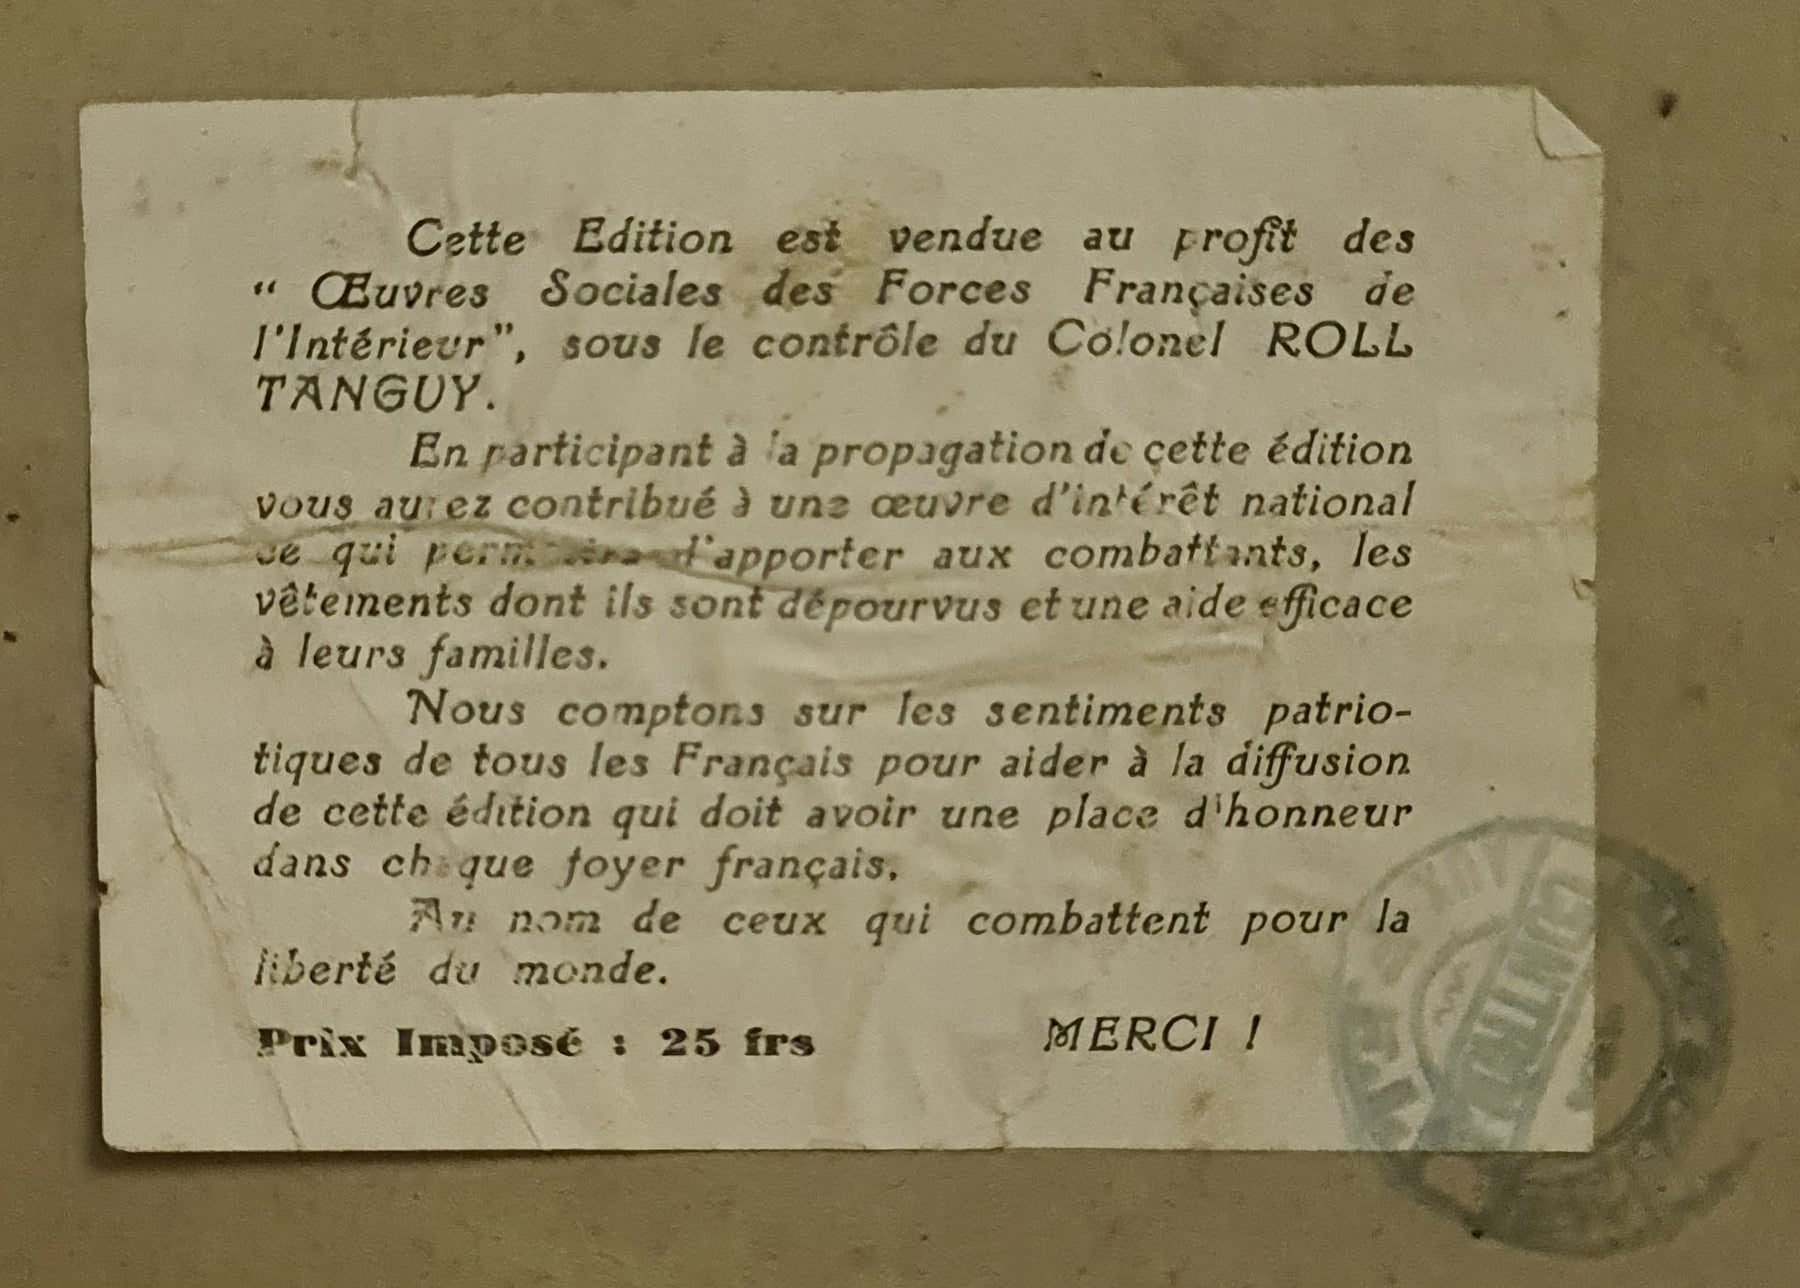 Cette Edition est vendue au profit des
“ Œuvres Sociales des Forces Françaises de
l'Intérieur”, sous le contrôle du Colonel ROLL
TANGUY.
En participant à la propagation de cette édition
vous aurez contribué à une œuvre d'intérêt national
ce qui permettra d'apporter aux combattants, les
vêtements dont ils sont dépourvus et une aide efficace
à leurs familles.
Nous comptons sur les sentiments patrio-
tiques de tous les Français pour aider à la diffusion
de cette édition qui doit avoir une place d'honneur
dans chaque foyer français.
Au nom de ceux qui combattent pour la
liberté du monde.
Prix Imposé : 25 frs MERCI !